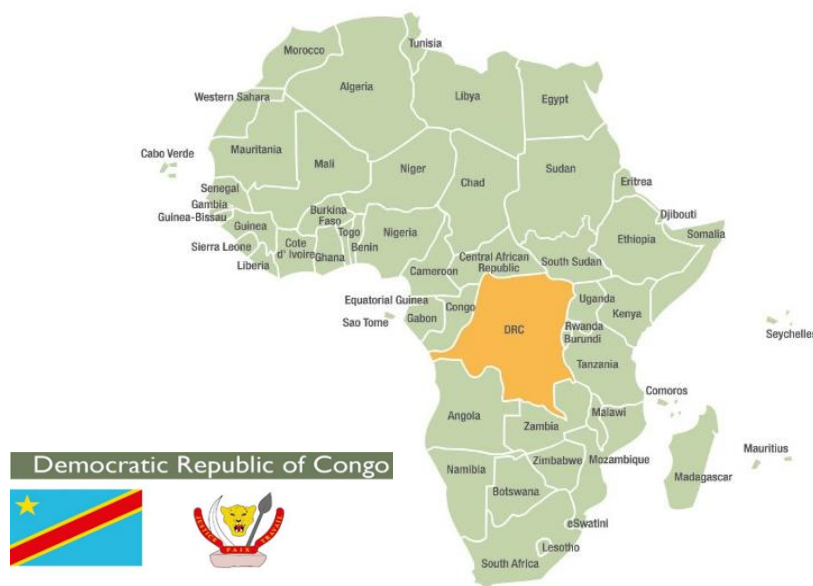 Tunisia
Morocco
Algeria
Libya
Egypt
Western Sahara
Mauritania
Mali
Niger
Chad
Sudan
Cabo Verde
Eritrea
Senegal
Gambia
Guinea-Bissau
Guinea
Burkina
Faso
Togo
Benin
Nigeria
Djibouti
Somalia
Ethiopia
Sierra Leone
Liberia
Cote
d' Ivoire
Ghana
Cameroon
Central African
Republic
South Sudan
Equatorial Guinea
Sao Tome
Gabon
Congo
DRC
Uganda
Kenya
Rwanda
Burundi
Tanzania
Seychelles
Comoros
Angola
Zambia
Malawi
Mozambique
Zimbabwe
Namibia
Botswana
Madagascar
Mauritius
eSwatini
Lesotho
South Africa
Democratic Republic of Congo
JUSTICE
PAIX
TRAVAIL